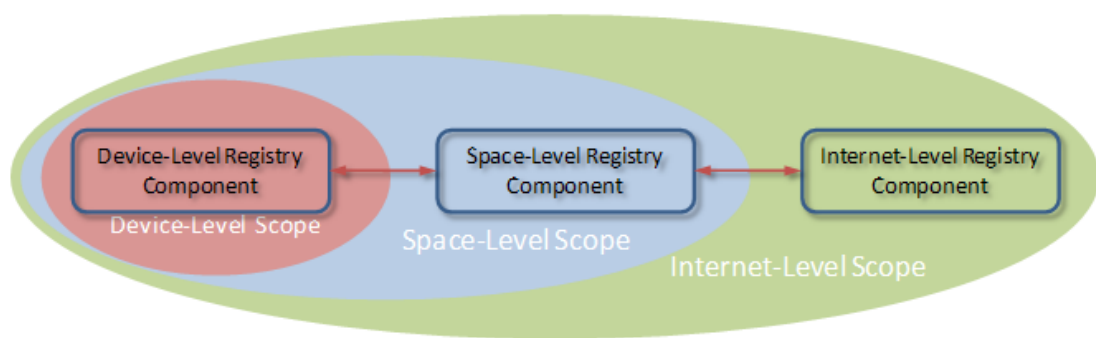 Device-Level Registry
Component
Space-Level Registry
Component
Internet-Level Registry
Component
Device-Level Scope
Space-Level Scope
Internet-Level Scope